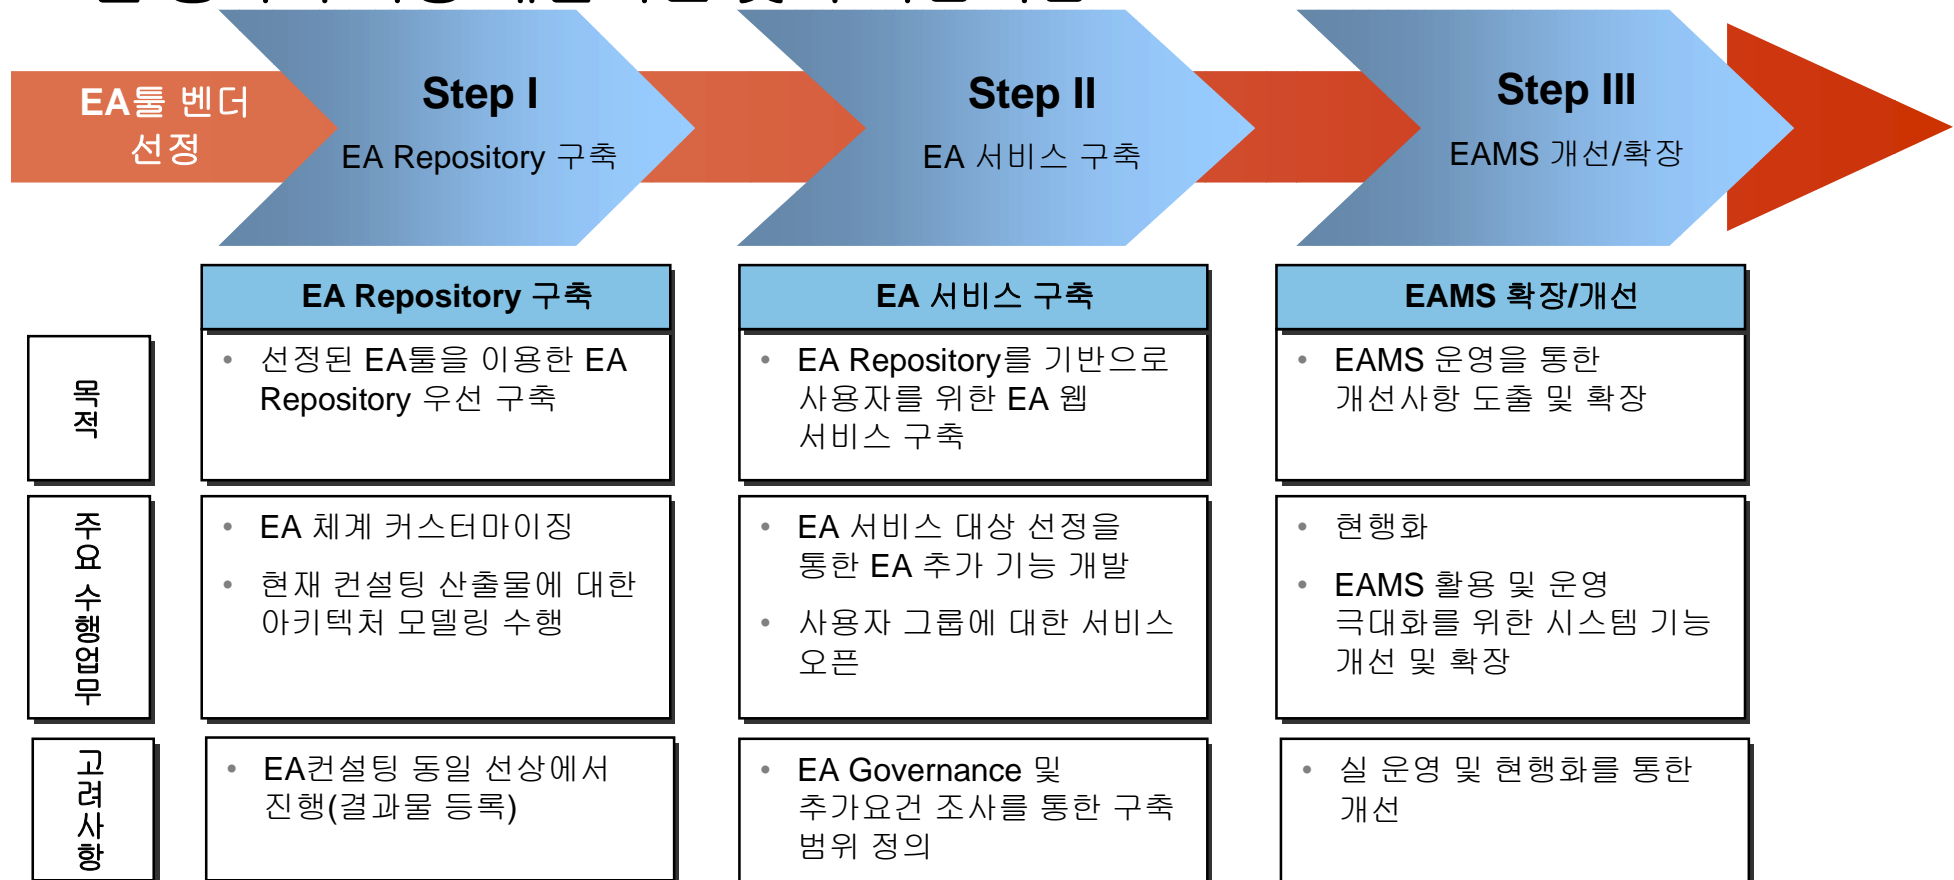 EA툴 벤더
선정
Step I
EA Repository 구축
Step II
EA 서비스 구축
Step III
EAMS 개선/확장
EA Repository 구축
EA 서비스 구축
EAMS 확장/개선
목적
• 선정된 EA툴을 이용한 EA
Repository 우선 구축
• EA Repository를 기반으로
사용자를 위한 EA 웹
서비스 구축
• EAMS 운영을 통한
개선사항 도출 및 확장
주요 수행업무
• EA 체계 커스터마이징
• 현재 컨설팅 산출물에 대한
아키텍처 모델링 수행
• EA 서비스 대상 선정을
통한 EA 추가 기능 개발
• 사용자 그룹에 대한 서비스
오픈
• 현행화
• EAMS 활용 및 운영
극대화를 위한 시스템 기능
개선 및 확장
고려사항
• EA컨설팅 동일 선상에서
진행(결과물 등록)
• EA Governance 및
추가요건 조사를 통한 구축
범위 정의
• 실 운영 및 현행화를 통한
개선